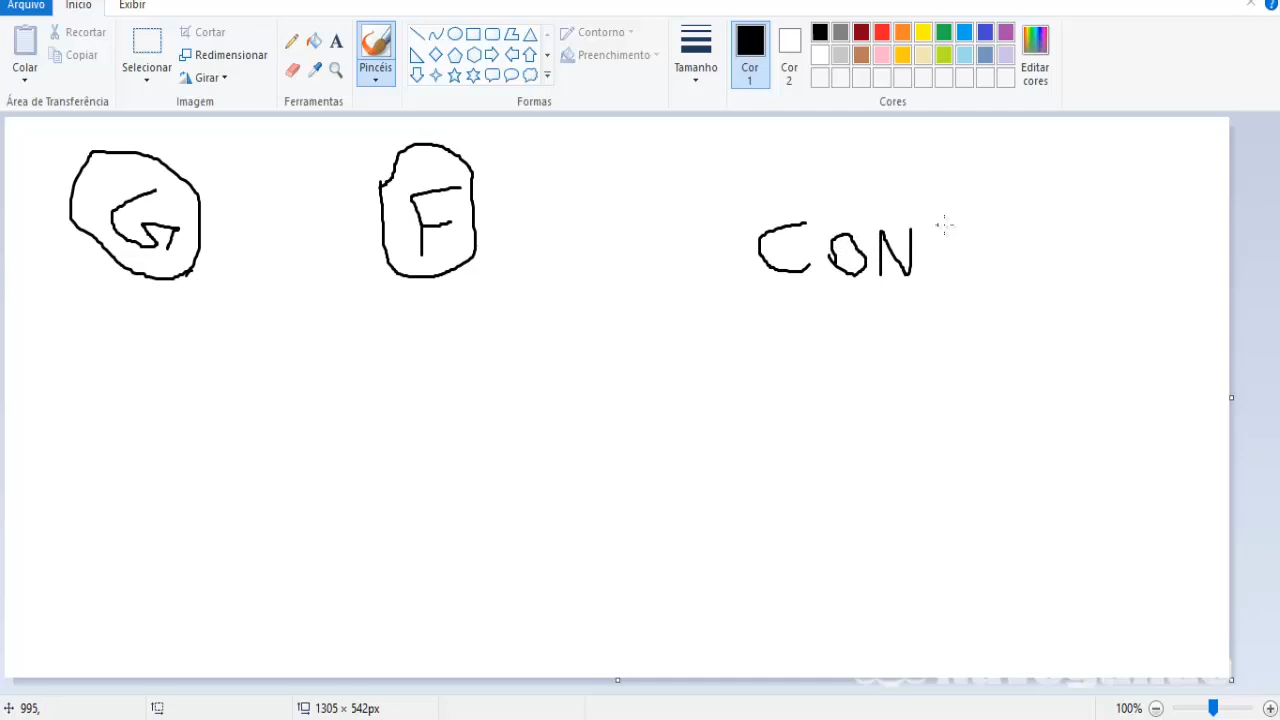 Arquivo Início Exibir
Colar
Recortar
Copiar
Área de Transferência
Selecionar
Cortar
Redimensionar
Girar
Imagem
Ferramentas
Pincéis
Formas
Contorno
Preenchimento
Tamanho
Cor 1
Cor 2
Cores
Editar cores
G F CON
995,
1305 × 542px
100%